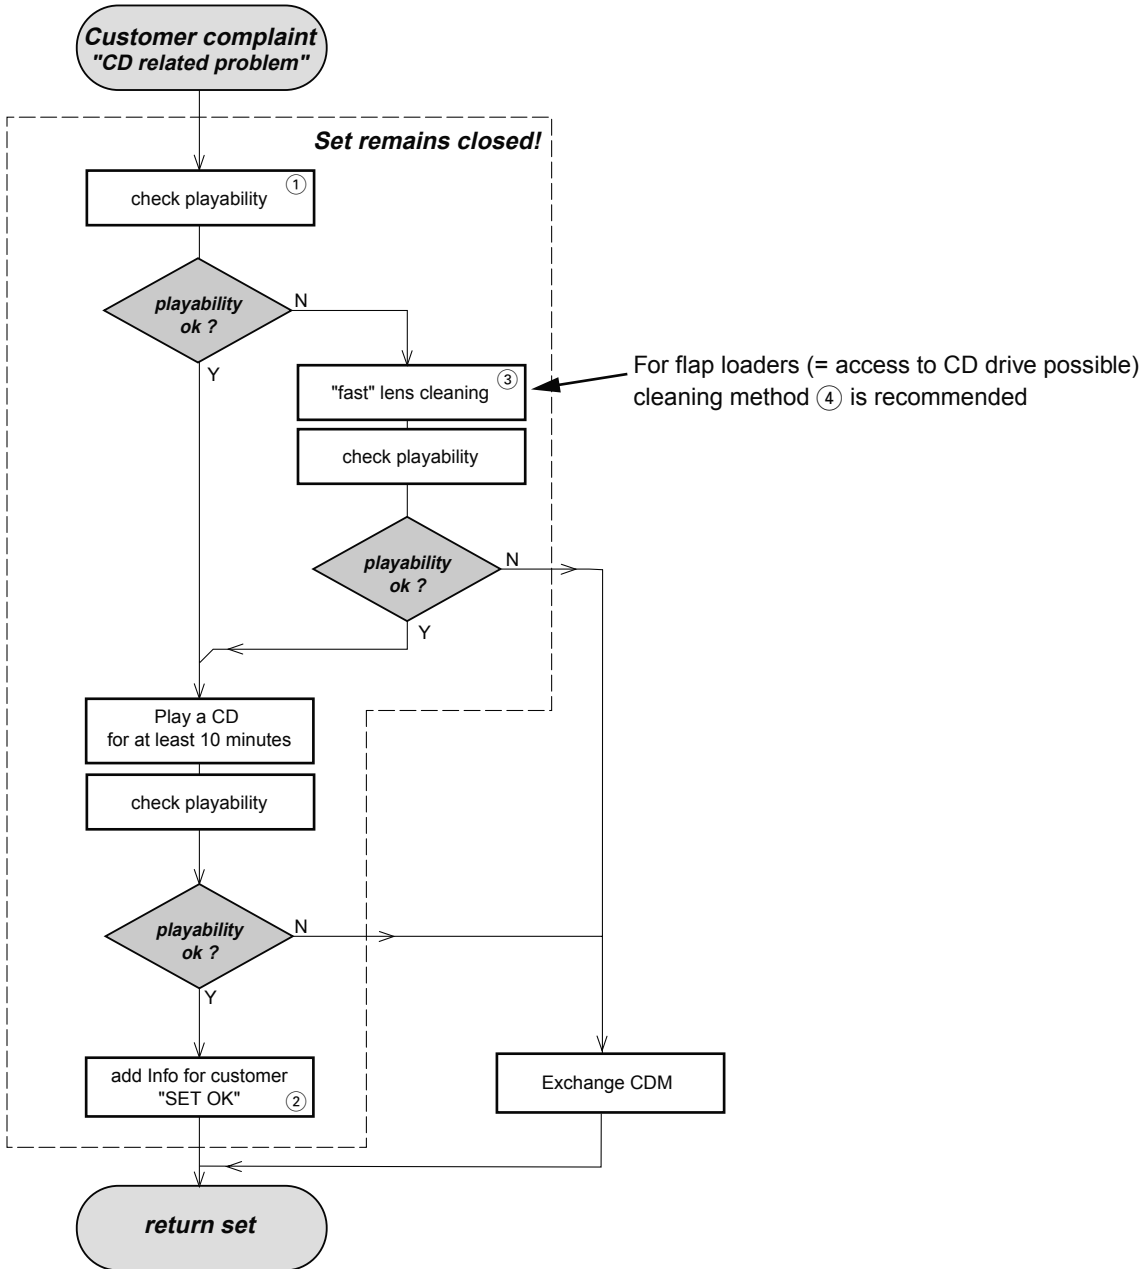 Customer complaint
"CD related problem"
Set remains closed!
check playability
①
playability
ok ?
N
Y
"fast" lens cleaning
③
For flap loaders (= access to CD drive possible)
cleaning method ④ is recommended
check playability
playability
ok ?
N
Y
Play a CD
for at least 10 minutes
check playability
playability
ok ?
N
Y
add Info for customer
"SET OK"
②
Exchange CDM
return set